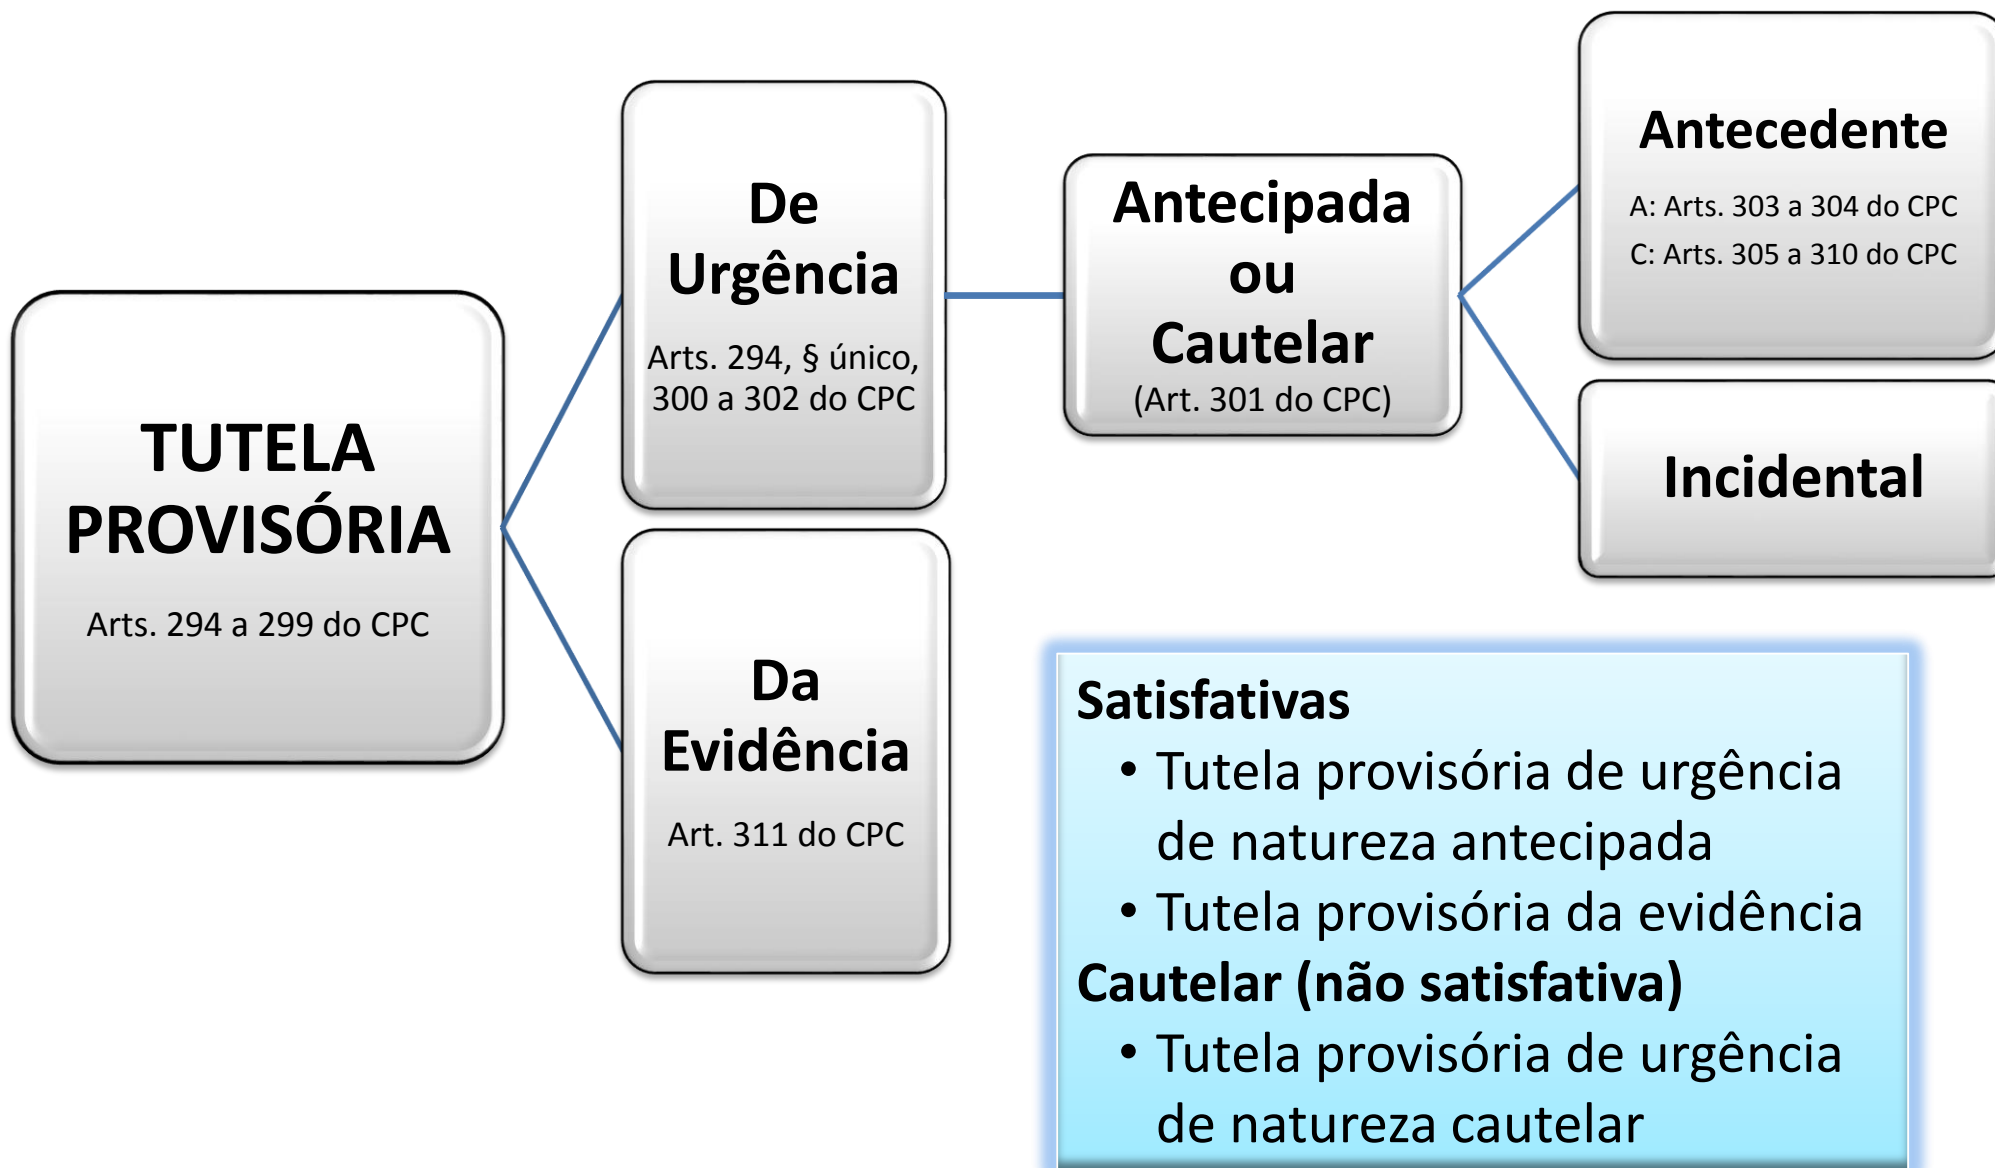 TUTELA
PROVISÓRIA
Arts. 294 a 299 do CPC
De
Urgência
Arts. 294, § único,
300 a 302 do CPC
Da
Evidência
Art. 311 do CPC
Antecipada
ou
Cautelar
(Art. 301 do CPC)
Antecedente
A: Arts. 303 a 304 do CPC
C: Arts. 305 a 310 do CPC
Incidental
Satisfativas
• Tutela provisória de urgência
de natureza antecipada
• Tutela provisória da evidência
Cautelar (não satisfativa)
• Tutela provisória de urgência
de natureza cautelar